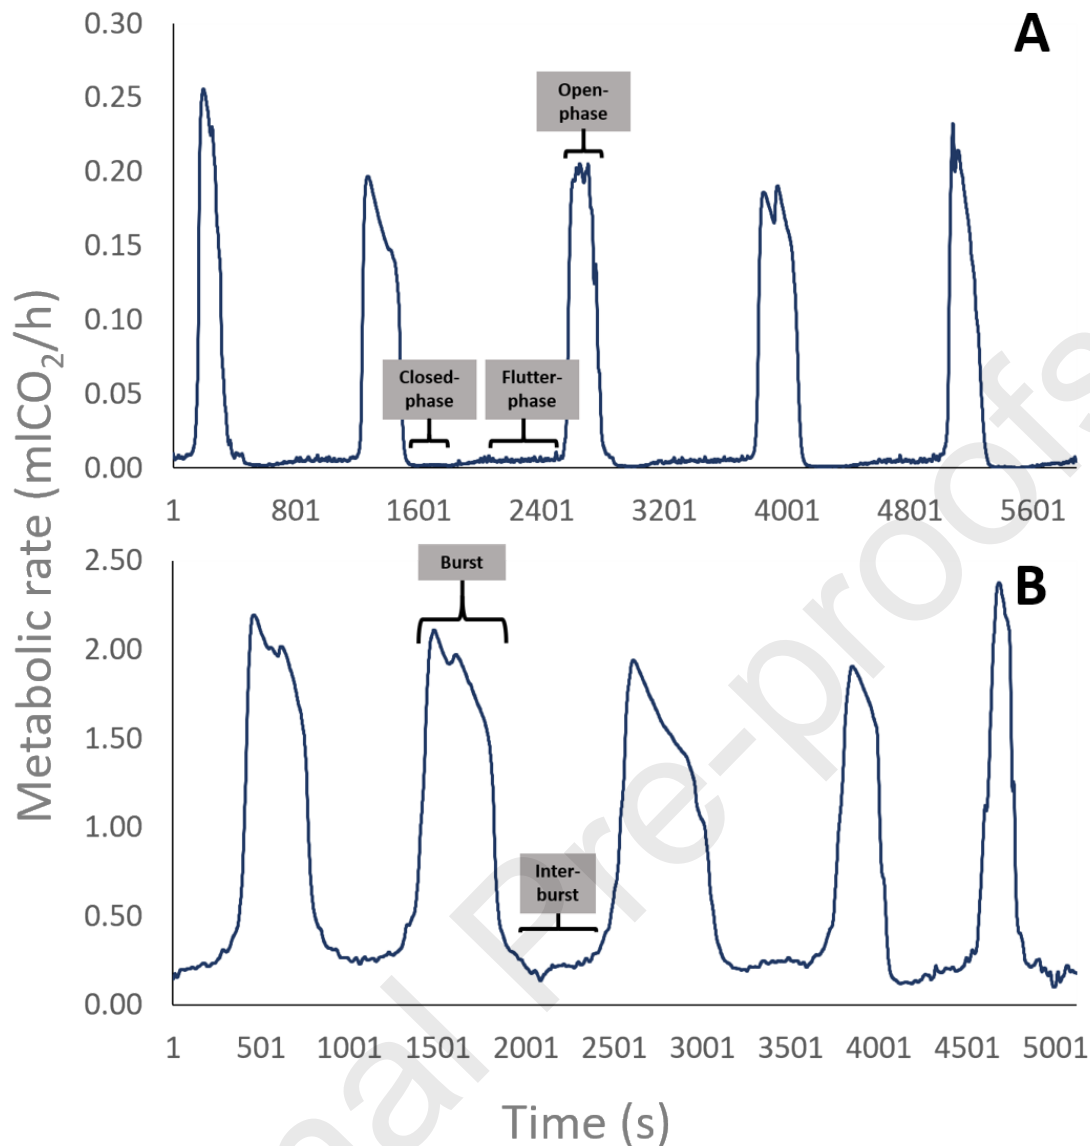 A
0.30
0.25
0.20
0.15
0.10
0.05
0.00
Open-
phase
Closed-
phase
Flutter-
phase
1 801 1601 2401 3201 4001 4801 5601
Metabolic rate (mlCO₂/h)
B
2.50
2.00
1.50
1.00
0.50
0.00
Burst
Inter-
burst
1 501 1001 1501 2001 2501 3001 3501 4001 4501 5001
Time (s)
nal Pre-proofs